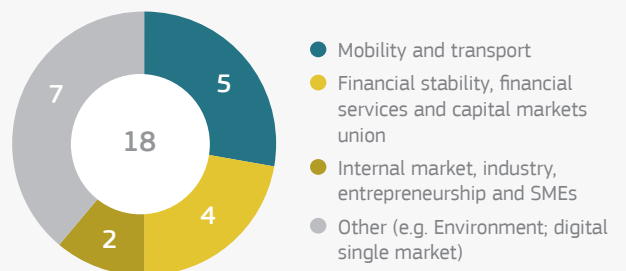 7
5
18
4
2
Mobility and transport
Financial stability, financial
services and capital markets
union
Internal market, industry,
entrepreneurship and SMEs
Other (e.g. Environment; digital
single market)